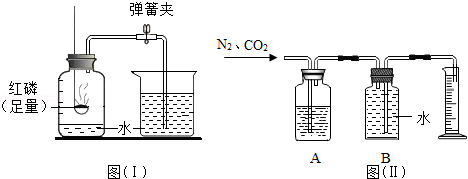 弹簧夹
红磷
(足量)
水
图(Ⅰ)
N₂、CO₂
水
A
B
图(Ⅱ)